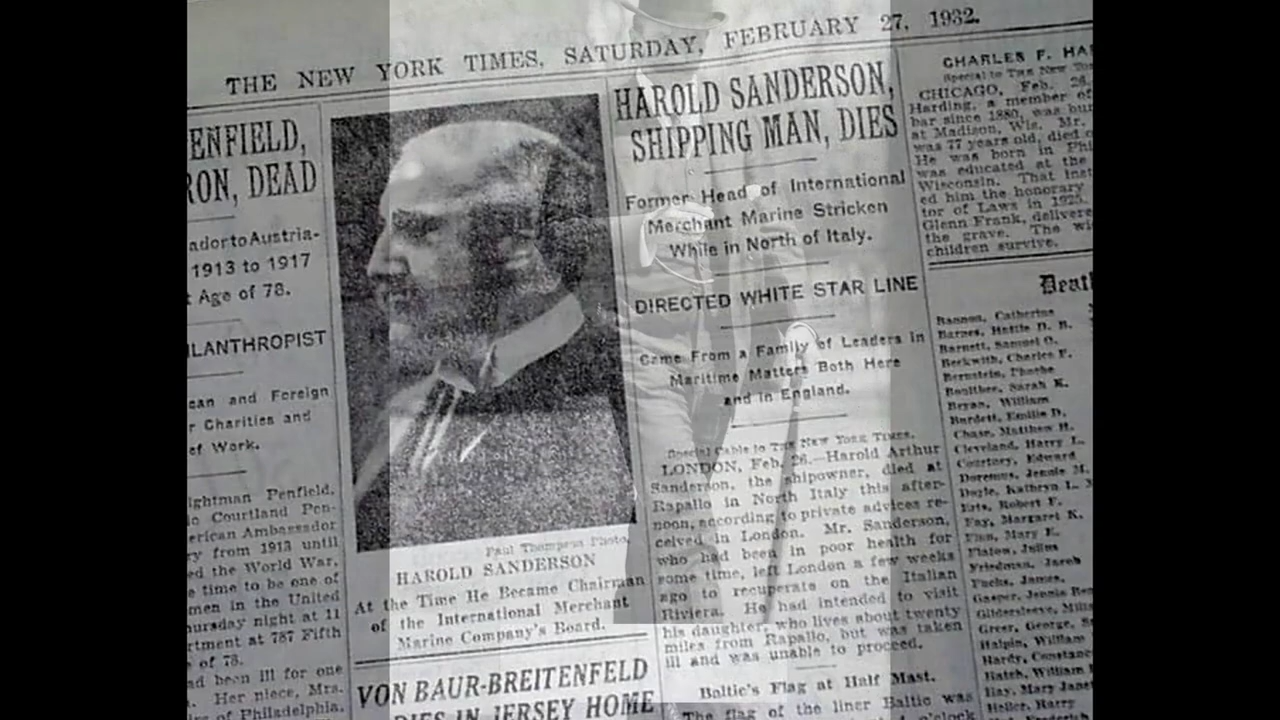 THE NEW YORK TIMES, SATURDAY, FEBRUARY 27, 1932.
ENFIELD,
RON, DEAD
ador to Austria-
1913 to 1917
t Age of 78.
ILANTHROPIST
can and Foreign
r Charities and
ef Work.
ightman Penfield,
Courtland Pen-
erican Ambassador
ry from 1913 until
ed the World War,
e time to be one of
men in the United
hursday night at 11
rtment at 787 Fifth
of 78.
ad been ill for one
Her niece, Mrs.
of Philadelphia,
Paul Thompson Photo.
HAROLD SANDERSON
At the Time He Became Chairman
of the International Merchant
Marine Company's Board.
VON BAUR-BREITENFELD
DIES IN JERSEY HOME
HAROLD SANDERSON,
SHIPPING MAN, DIES
Former Head of International
Merchant Marine Stricken
While in North of Italy.
DIRECTED WHITE STAR LINE
Came From a Family of Leaders in
Maritime Matters Both Here
and in England.
Special Cable to THE NEW YORK TIMES.
LONDON, Feb. 26.—Harold Arthur
Sanderson, the shipowner, died at
Rapallo in North Italy this after-
noon, according to private advices re-
ceived in London. Mr. Sanderson,
who had been in poor health for
some time, left London a few weeks
ago to recuperate on the Italian
Riviera. He had intended to visit
his daughter, who lives about twenty
miles from Rapallo, but was taken
ill and was unable to proceed.
Baltic's Flag at Half Mast.
The flag of the liner Baltic was
o'clock
CHARLES F. HA
Special to THE NEW YO
CHICAGO, Feb. 26.
Harding, a member of
bar since 1880, was bur
at Madison, Wis. Mr.
was 77 years old, died o
He was born in Phi
was educated at the
Wisconsin. That inst
ed him the honorary
tor of Laws in 1925.
Glenn Frank, delivere
the grave. The wi
children survive.
Deat
Bannon, Catherine
Barnes, Hettie D. B.
Barnett, Samuel O.
Beckwith, Charles F.
Bernstein, Phoebe
Boulther, Sarah K.
Bryan, William
Burdett, Emilie D.
Chase, Matthew H.
Cleveland, Harry L.
Courtney, Edward
Doremus, Jennie M.
Doyle, Kathryn L.
Robert F.
Fay, Margaret K.
Mary E.
Julius
Friedman, Jacob
James,
Gasper, Jennie
Gildersleeve,
Greer, George,
Halpin, William
Hardy, Constanc
Hatch, William
Hay, Mary Jane
Heller, Harry